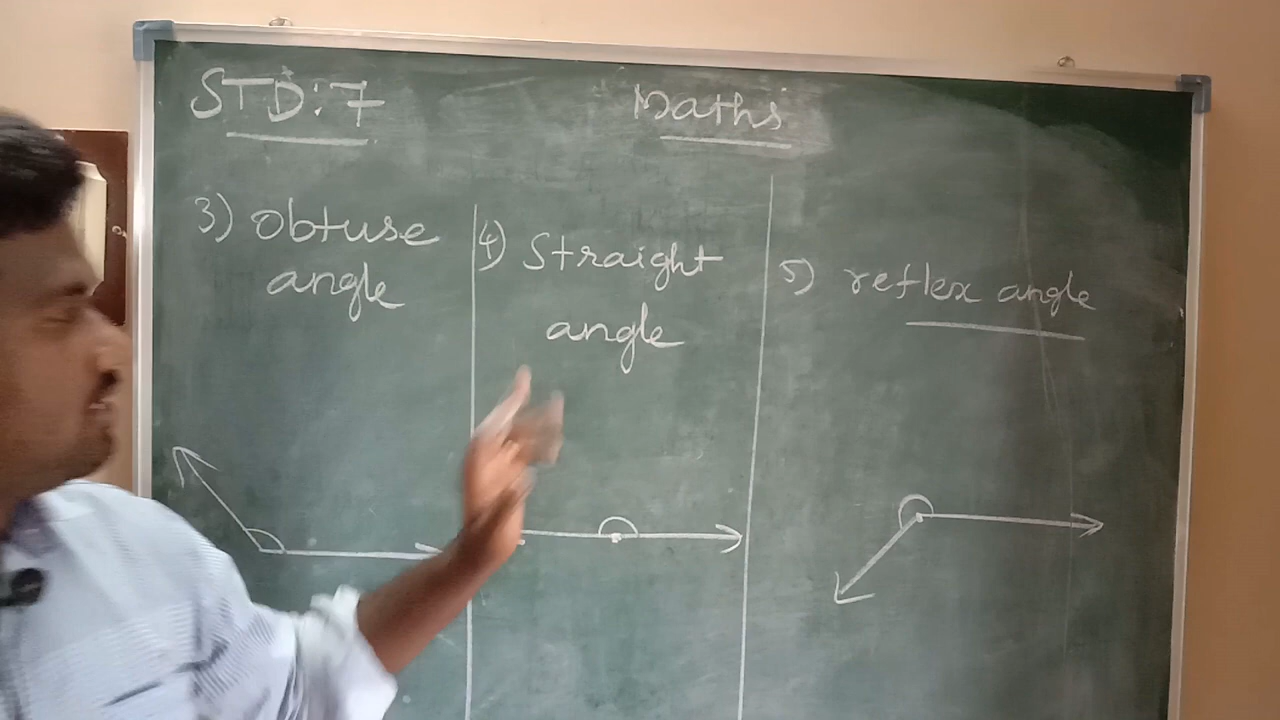 STD:7
Maths
3) Obtuse
angle
4) Straight
angle
5) reflex angle